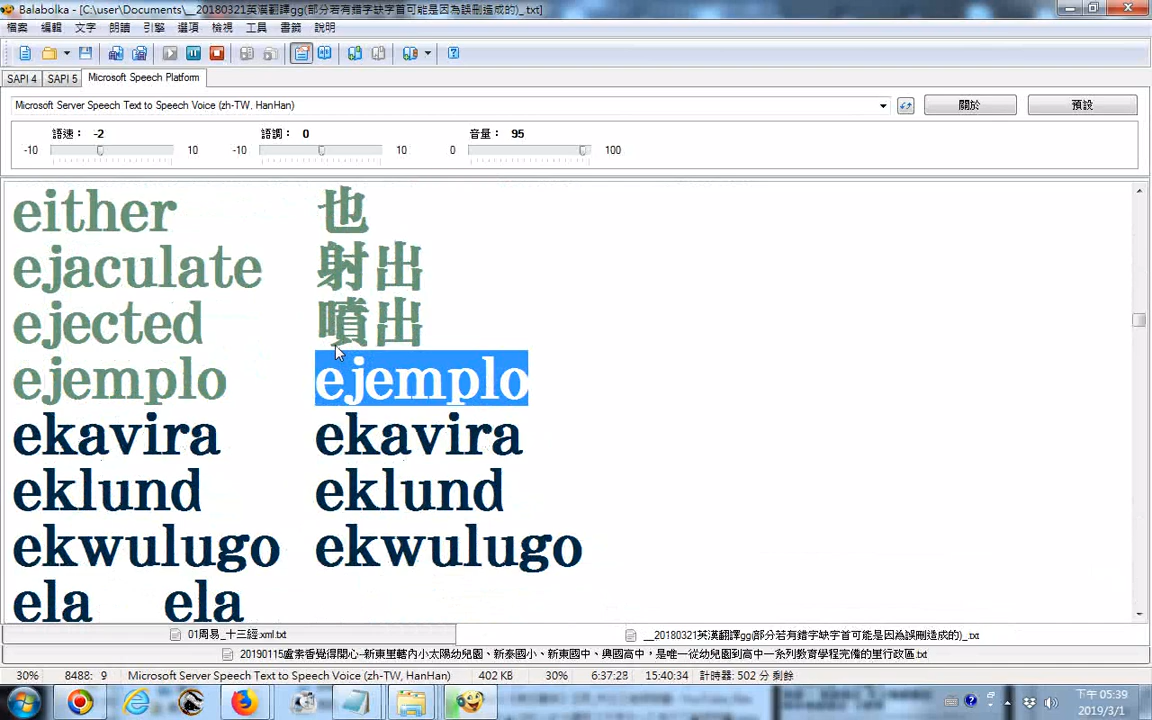 Balabolka - [C:\user\Documents\__20180321英漢翻譯gg(部分若有錯字缺字首可能是因為誤刪造成的)_.txt]
檔案 編輯 文字 朗讀 引擎 選項 檢視 工具 書籤 說明
SAPI 4 SAPI 5 Microsoft Speech Platform
Microsoft Server Speech Text to Speech Voice (zh-TW, HanHan) 關於 預設
語速： -2 語調： 0 音量： 95
-10 10 -10 10 0 100
either 也
ejaculate 射出
ejected 噴出
ejemplo ejemplo
ekavira ekavira
eklund eklund
ekwulugo ekwulugo
ela ela
01周易_十三經.xml.txt __20180321英漢翻譯gg(部分若有錯字缺字首可能是因為誤刪造成的)_.txt
20190115盧素香覺得開心-新東里轄內小太陽幼兒園、新泰國小、新東國中、興國高中，是唯一從幼兒園到高中一系列教育學程完備的里行政區.txt
30% 8488: 9 Microsoft Server Speech Text to Speech Voice (zh-TW, HanHan) 402 KB 30% 6:37:28 15:40:34 計時器: 502 分 剩餘
下午 05:39
2019/3/1